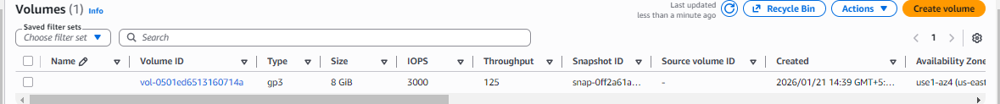 Volumes (1) Info
Last updated
less than a minute ago
Recycle Bin
Actions
Create volume
Saved filter sets
Choose filter set
Search
1
Name
Volume ID
Type
Size
IOPS
Throughput
Snapshot ID
Source volume ID
Created
Availability Zone
vol-0501ed6513160714a
gp3
8 GiB
3000
125
snap-0ff2a61a...
-
2026/01/21 14:39 GMT+5:...
use1-az4 (us-east